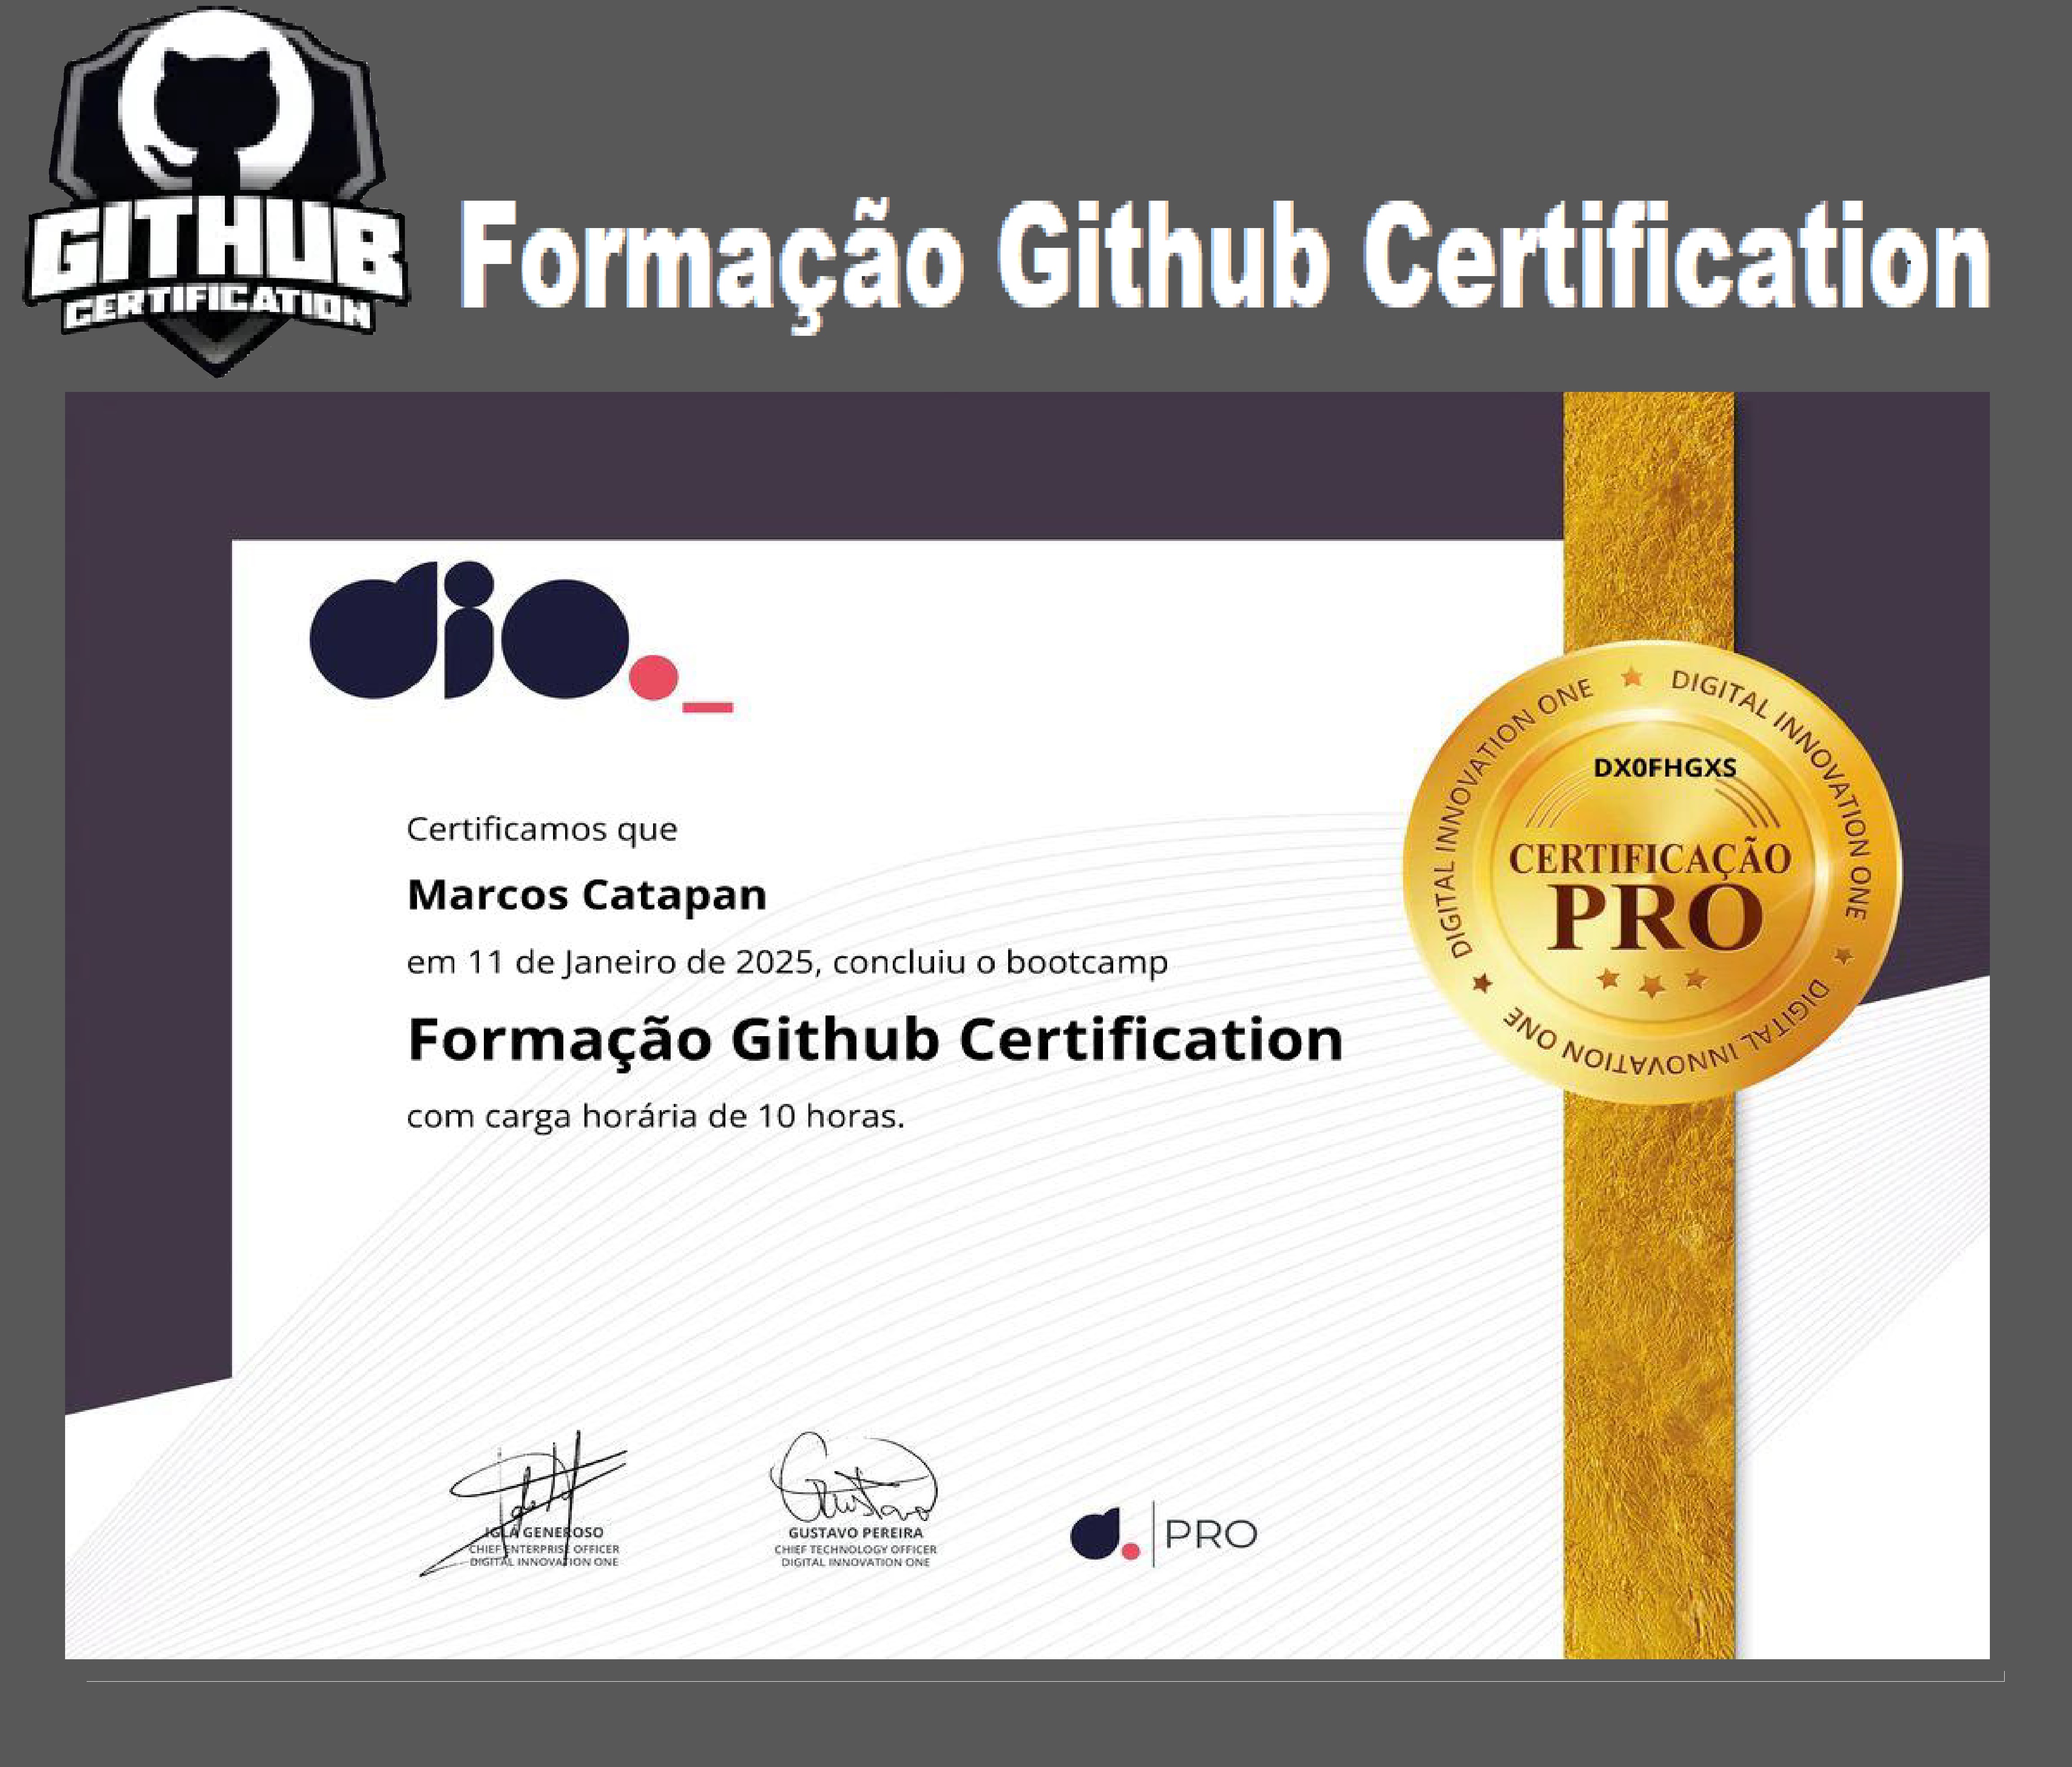 GITHUB
CERTIFICATION
Formação Github Certification
dio._
DIGITAL INNOVATION ONE ★ DIGITAL INNOVATION ONE ★ DIGITAL INNOVATION ONE ★
DX0FHGXS
CERTIFICAÇÃO
PRO
Certificamos que
Marcos Catapan
em 11 de Janeiro de 2025, concluiu o bootcamp
Formação Github Certification
com carga horária de 10 horas.
IGLÁ GENEROSO
CHIEF ENTERPRISE OFFICER
DIGITAL INNOVATION ONE
Gustavo
GUSTAVO PEREIRA
CHIEF TECHNOLOGY OFFICER
DIGITAL INNOVATION ONE
d. | PRO